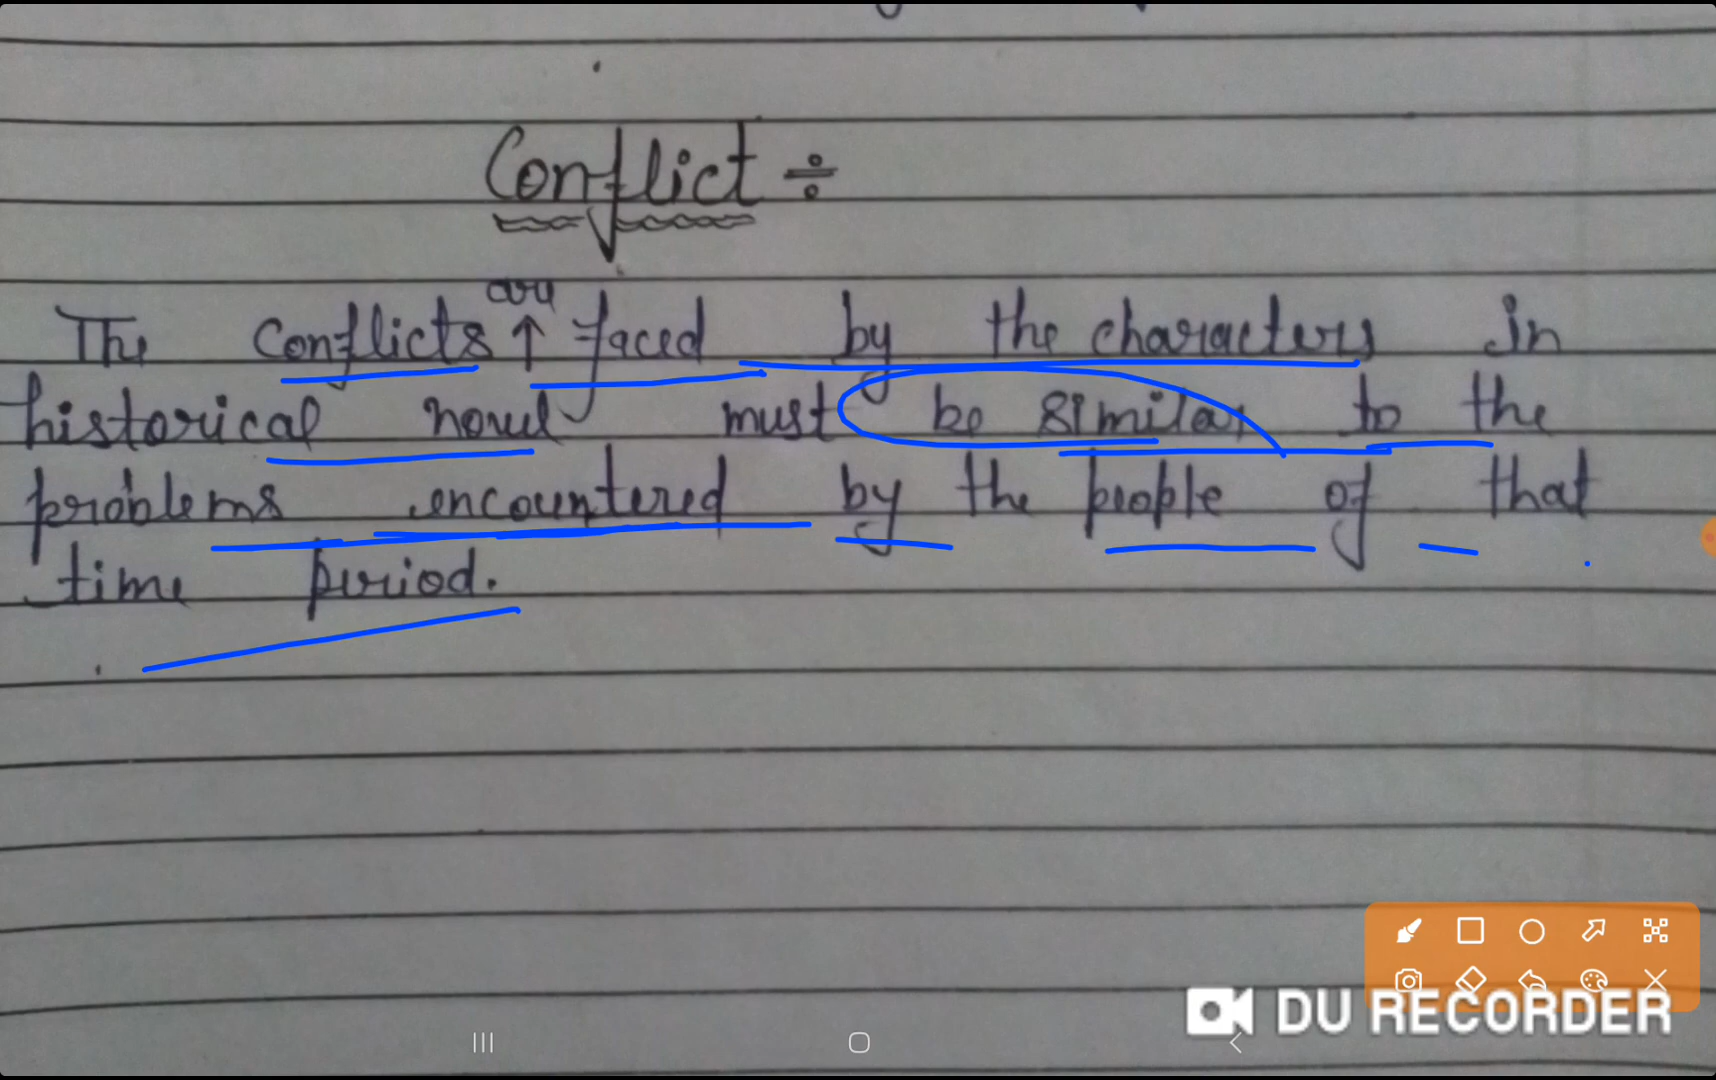 Conflict ÷
are
The Conflicts ↑ faced by the characters in
historical novel must be similar to the
problems encountered by the people of that
time period.
DU RECORDER